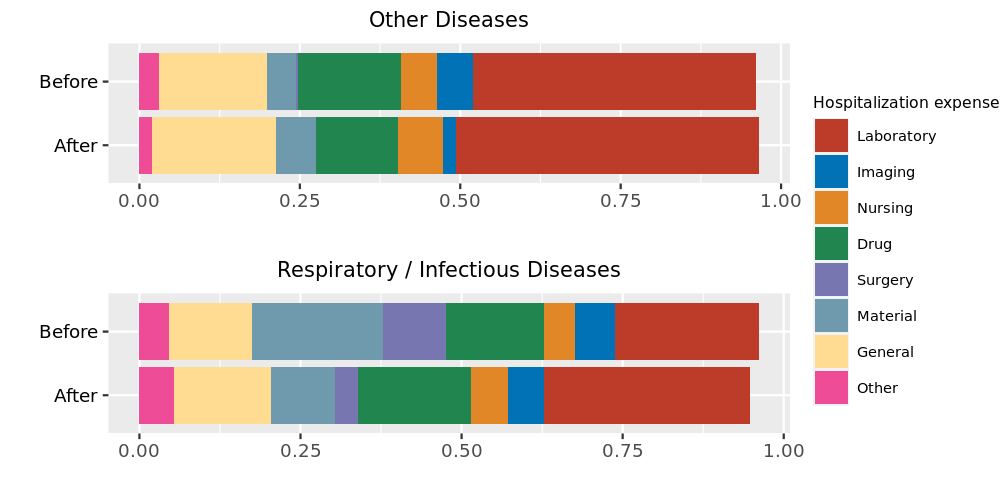 Other Diseases
Before
After
0.00 0.25 0.50 0.75 1.00
Respiratory / Infectious Diseases
Before
After
0.00 0.25 0.50 0.75 1.00
Hospitalization expense
Laboratory
Imaging
Nursing
Drug
Surgery
Material
General
Other